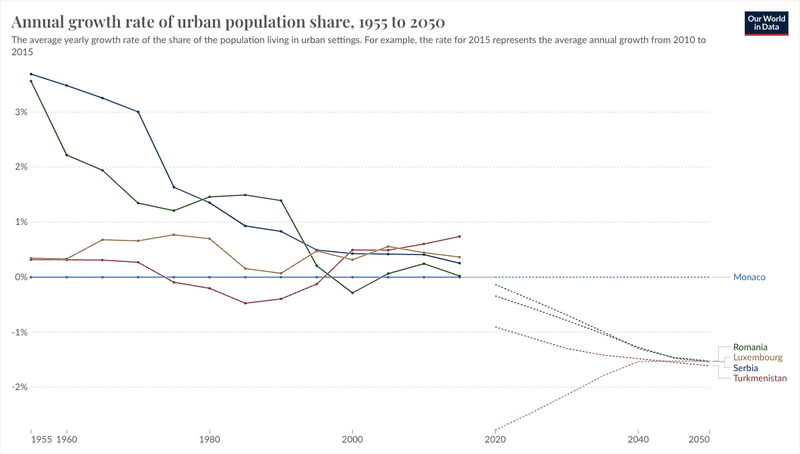 Annual growth rate of urban population share, 1955 to 2050
Our World
in Data
The average yearly growth rate of the share of the population living in urban settings. For example, the rate for 2015 represents the average annual growth from 2010 to
2015
3%
2%
1%
0%
-1%
-2%
Monaco
Romania
Luxembourg
Serbia
Turkmenistan
1955 1960 1980 2000 2020 2040 2050